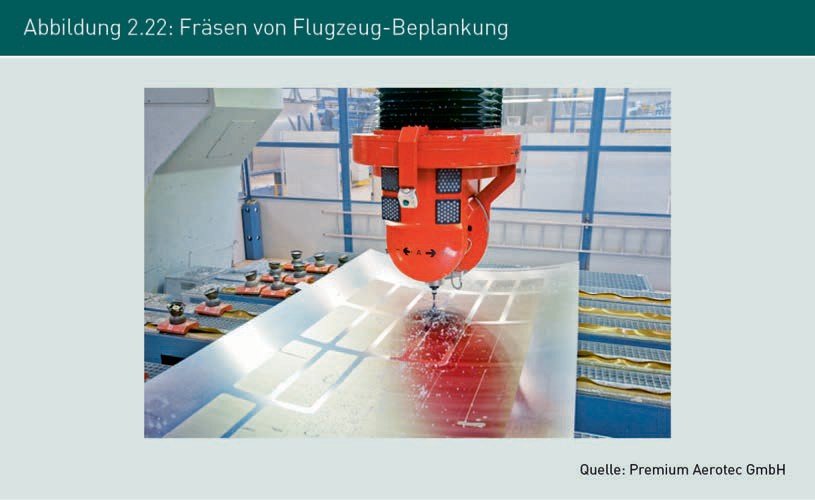 Abbildung 2.22: Fräsen von Flugzeug-Beplankung
A
Quelle: Premium Aerotec GmbH